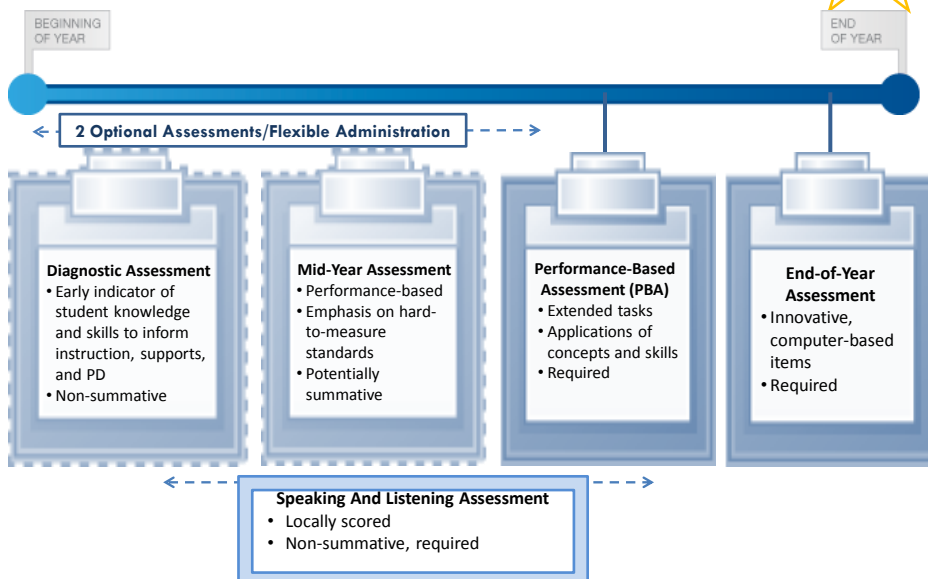 BEGINNING
OF YEAR
END
OF YEAR
2 Optional Assessments/Flexible Administration
Diagnostic Assessment
• Early indicator of
student knowledge
and skills to inform
instruction, supports,
and PD
• Non-summative
Mid-Year Assessment
• Performance-based
• Emphasis on hard-
to-measure
standards
• Potentially
summative
Performance-Based
Assessment (PBA)
• Extended tasks
• Applications of
concepts and skills
• Required
End-of-Year
Assessment
• Innovative,
computer-based
items
• Required
Speaking And Listening Assessment
• Locally scored
• Non-summative, required